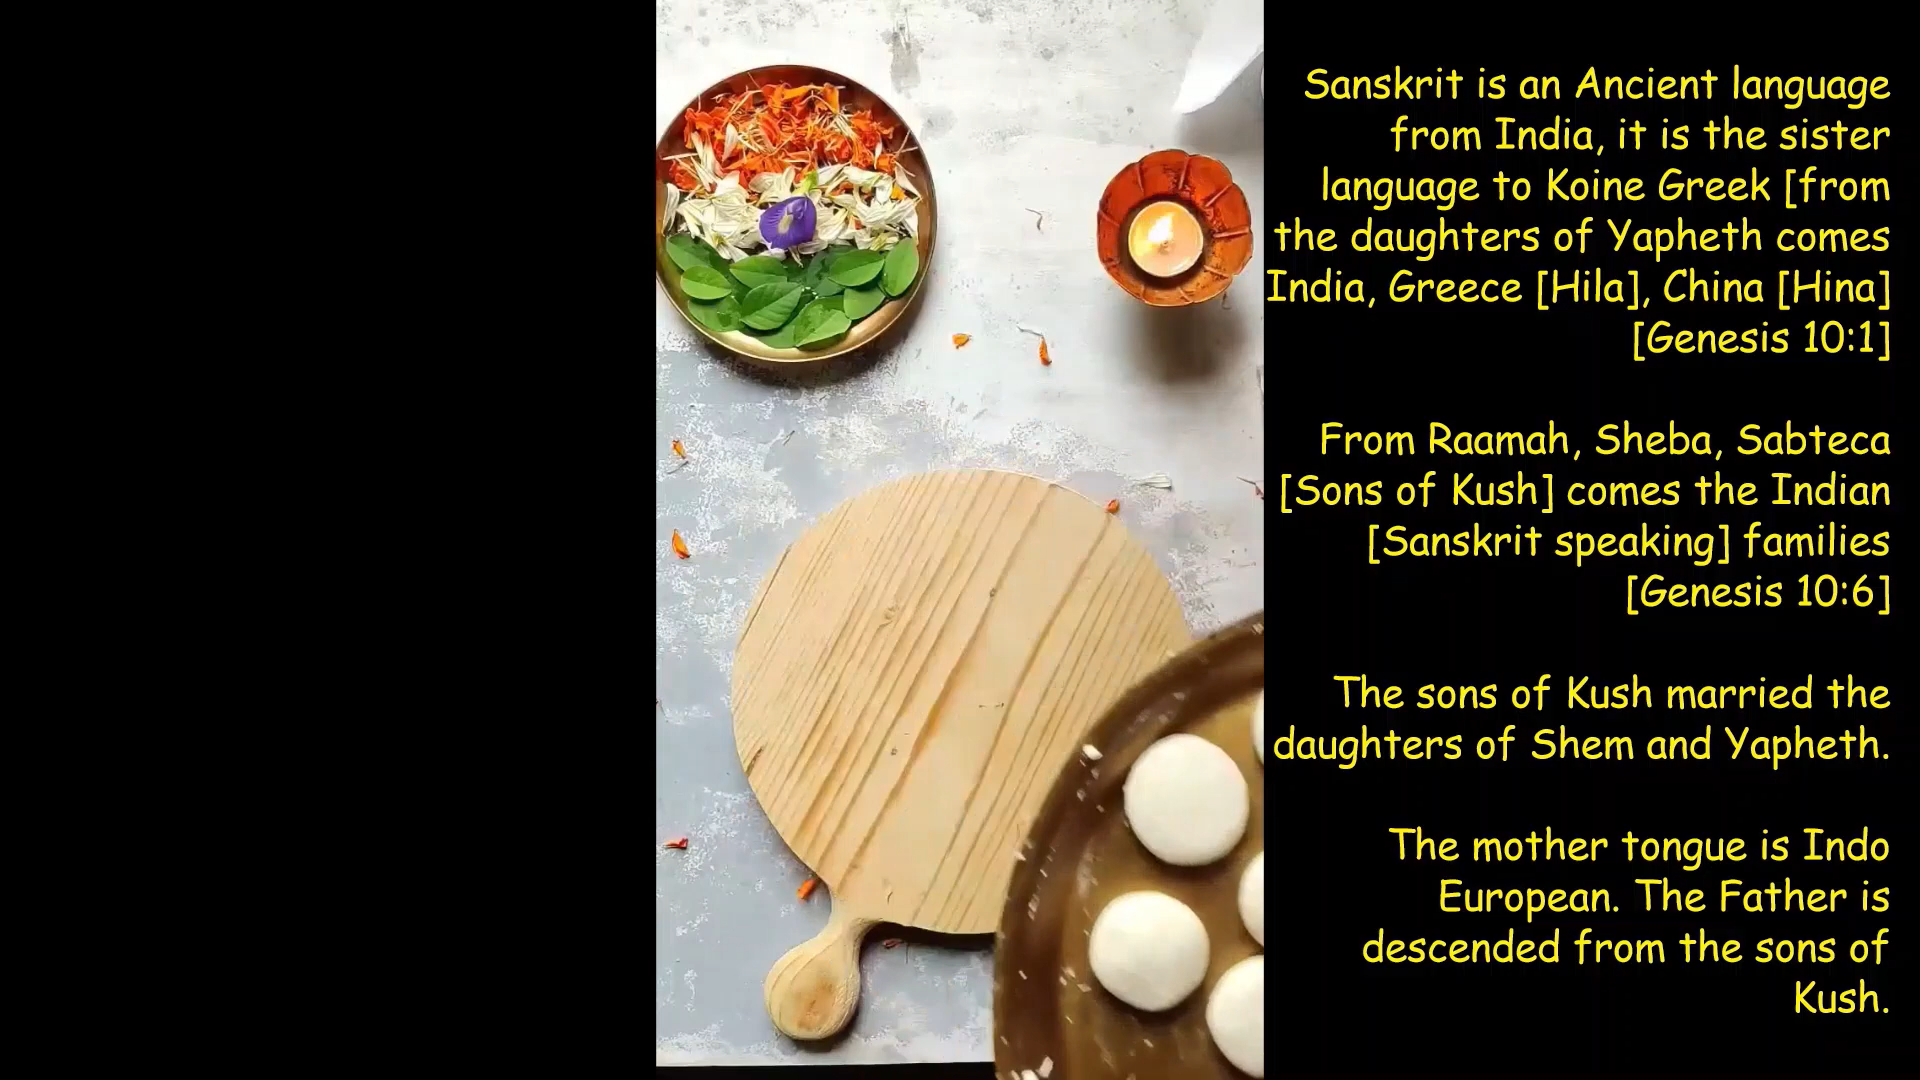 Sanskrit is an Ancient language
from India, it is the sister
language to Koine Greek [from
the daughters of Yapheth comes
India, Greece [Hila], China [Hina]
[Genesis 10:1]
From Raamah, Sheba, Sabteca
[Sons of Kush] comes the Indian
[Sanskrit speaking] families
[Genesis 10:6]
The sons of Kush married the
daughters of Shem and Yapheth.
The mother tongue is Indo
European. The Father is
descended from the sons of
Kush.